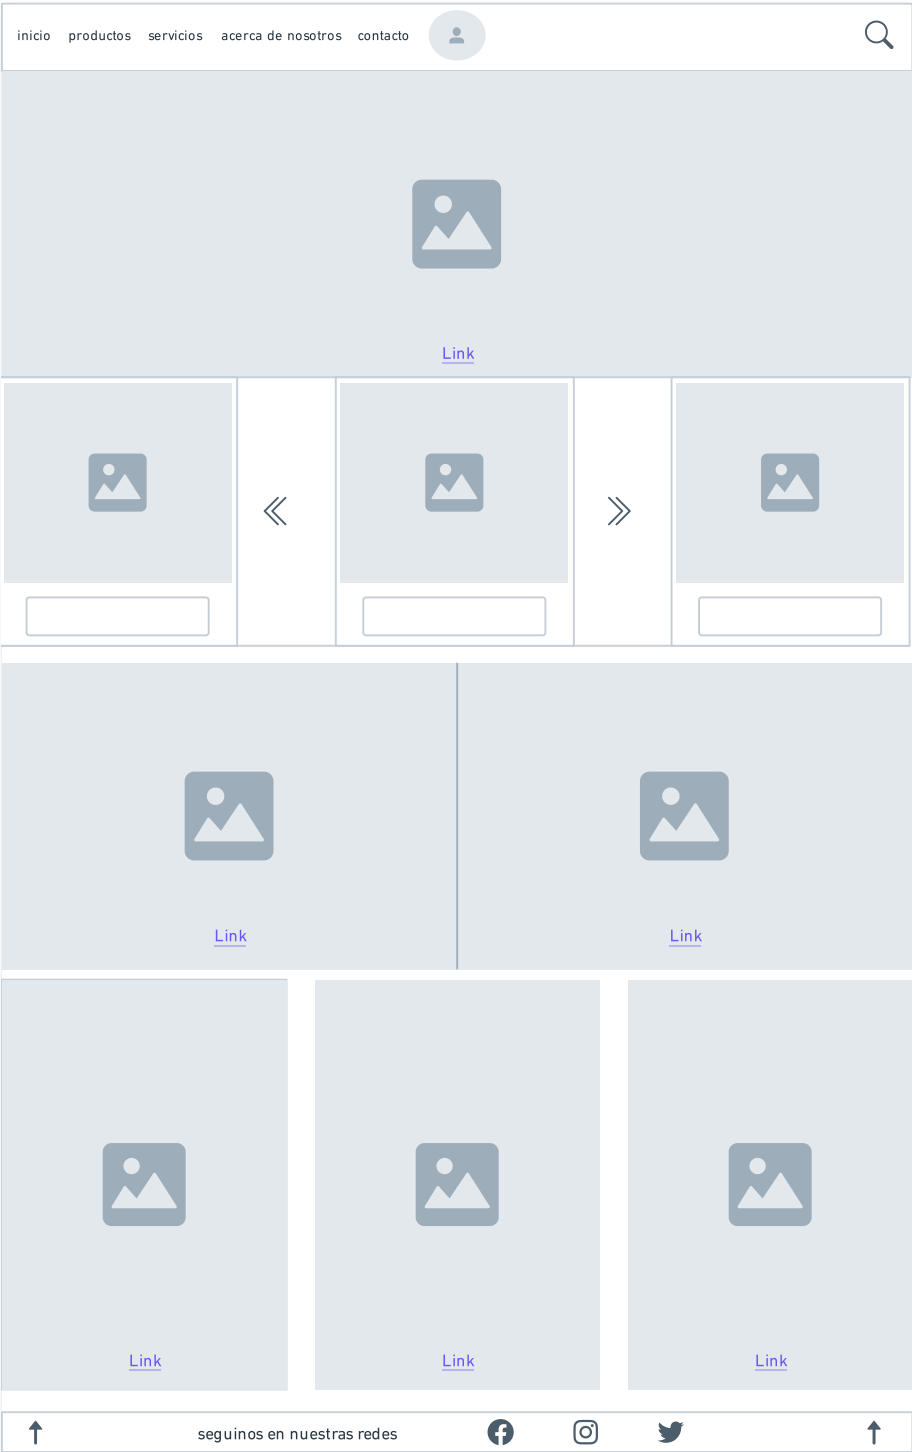 inicio productos servicios acerca de nosotros contacto
Link
Link Link
Link Link Link
seguinos en nuestras redes